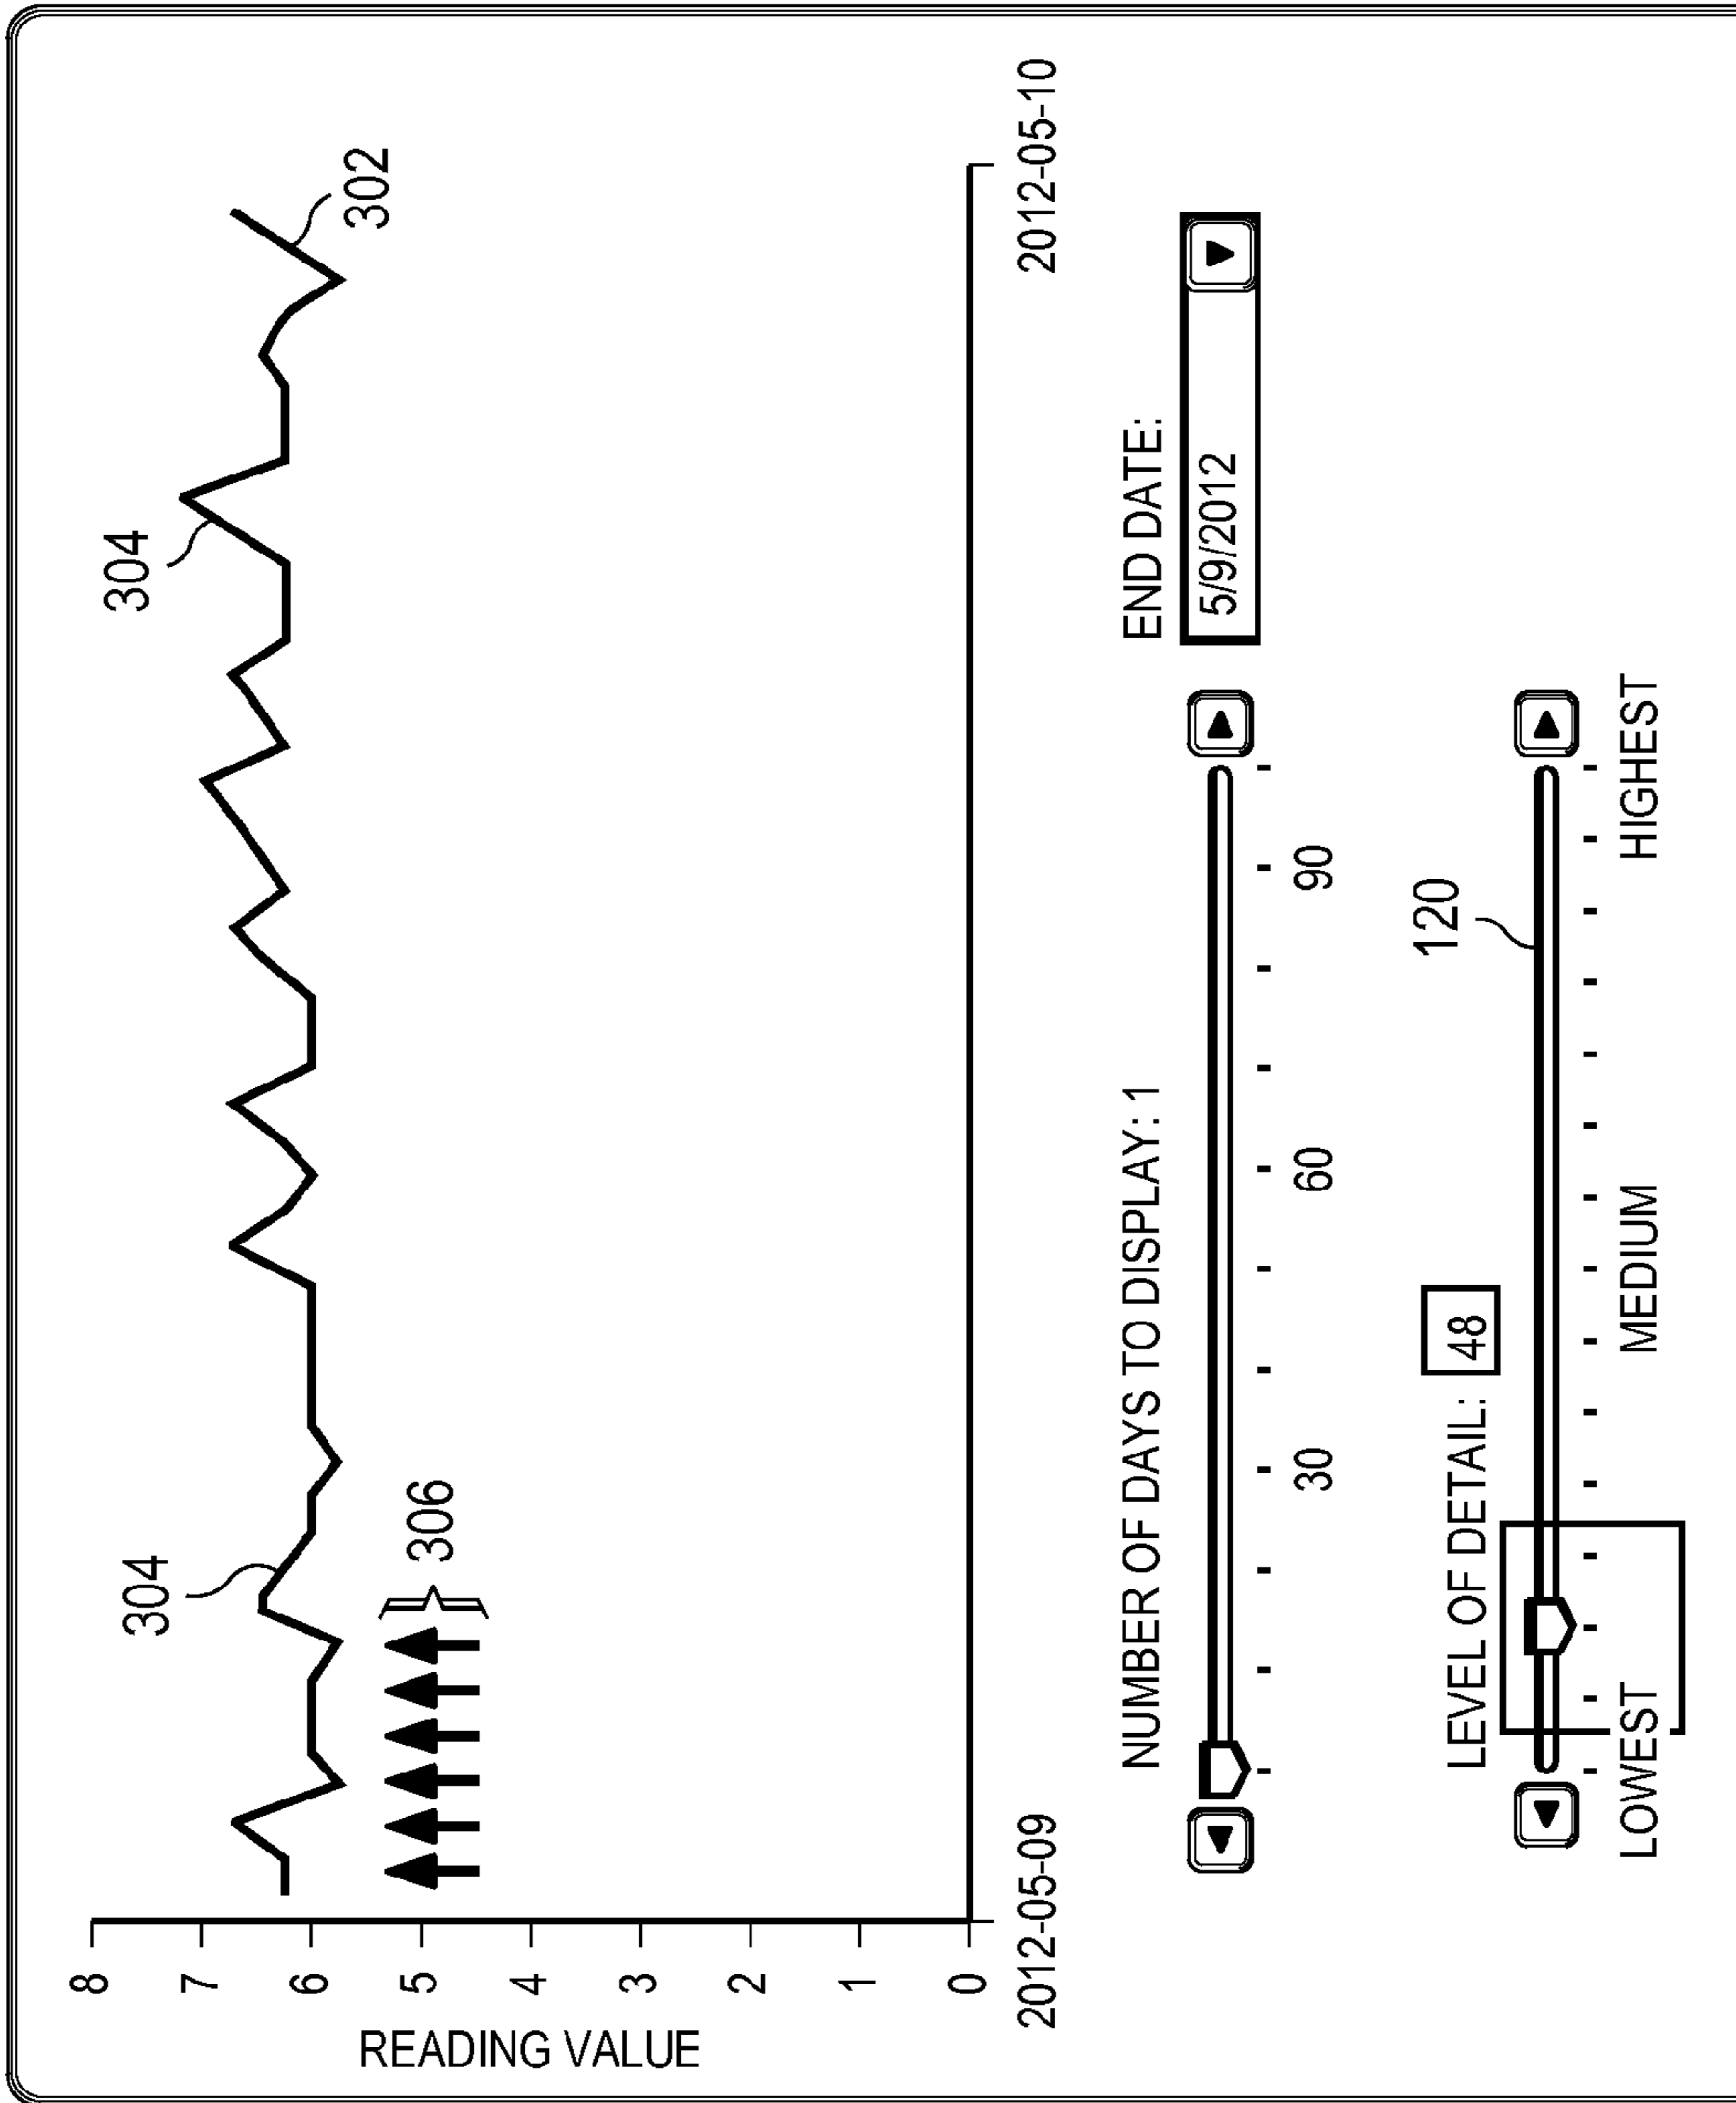 304
302
304
306
8
7
6
5
4
3
2
1
0
READING VALUE
2012-05-09
2012-05-10
NUMBER OF DAYS TO DISPLAY: 1
END DATE:
5/9/2012
30
60
90
LEVEL OF DETAIL: 48
120
LOWEST
MEDIUM
HIGHEST